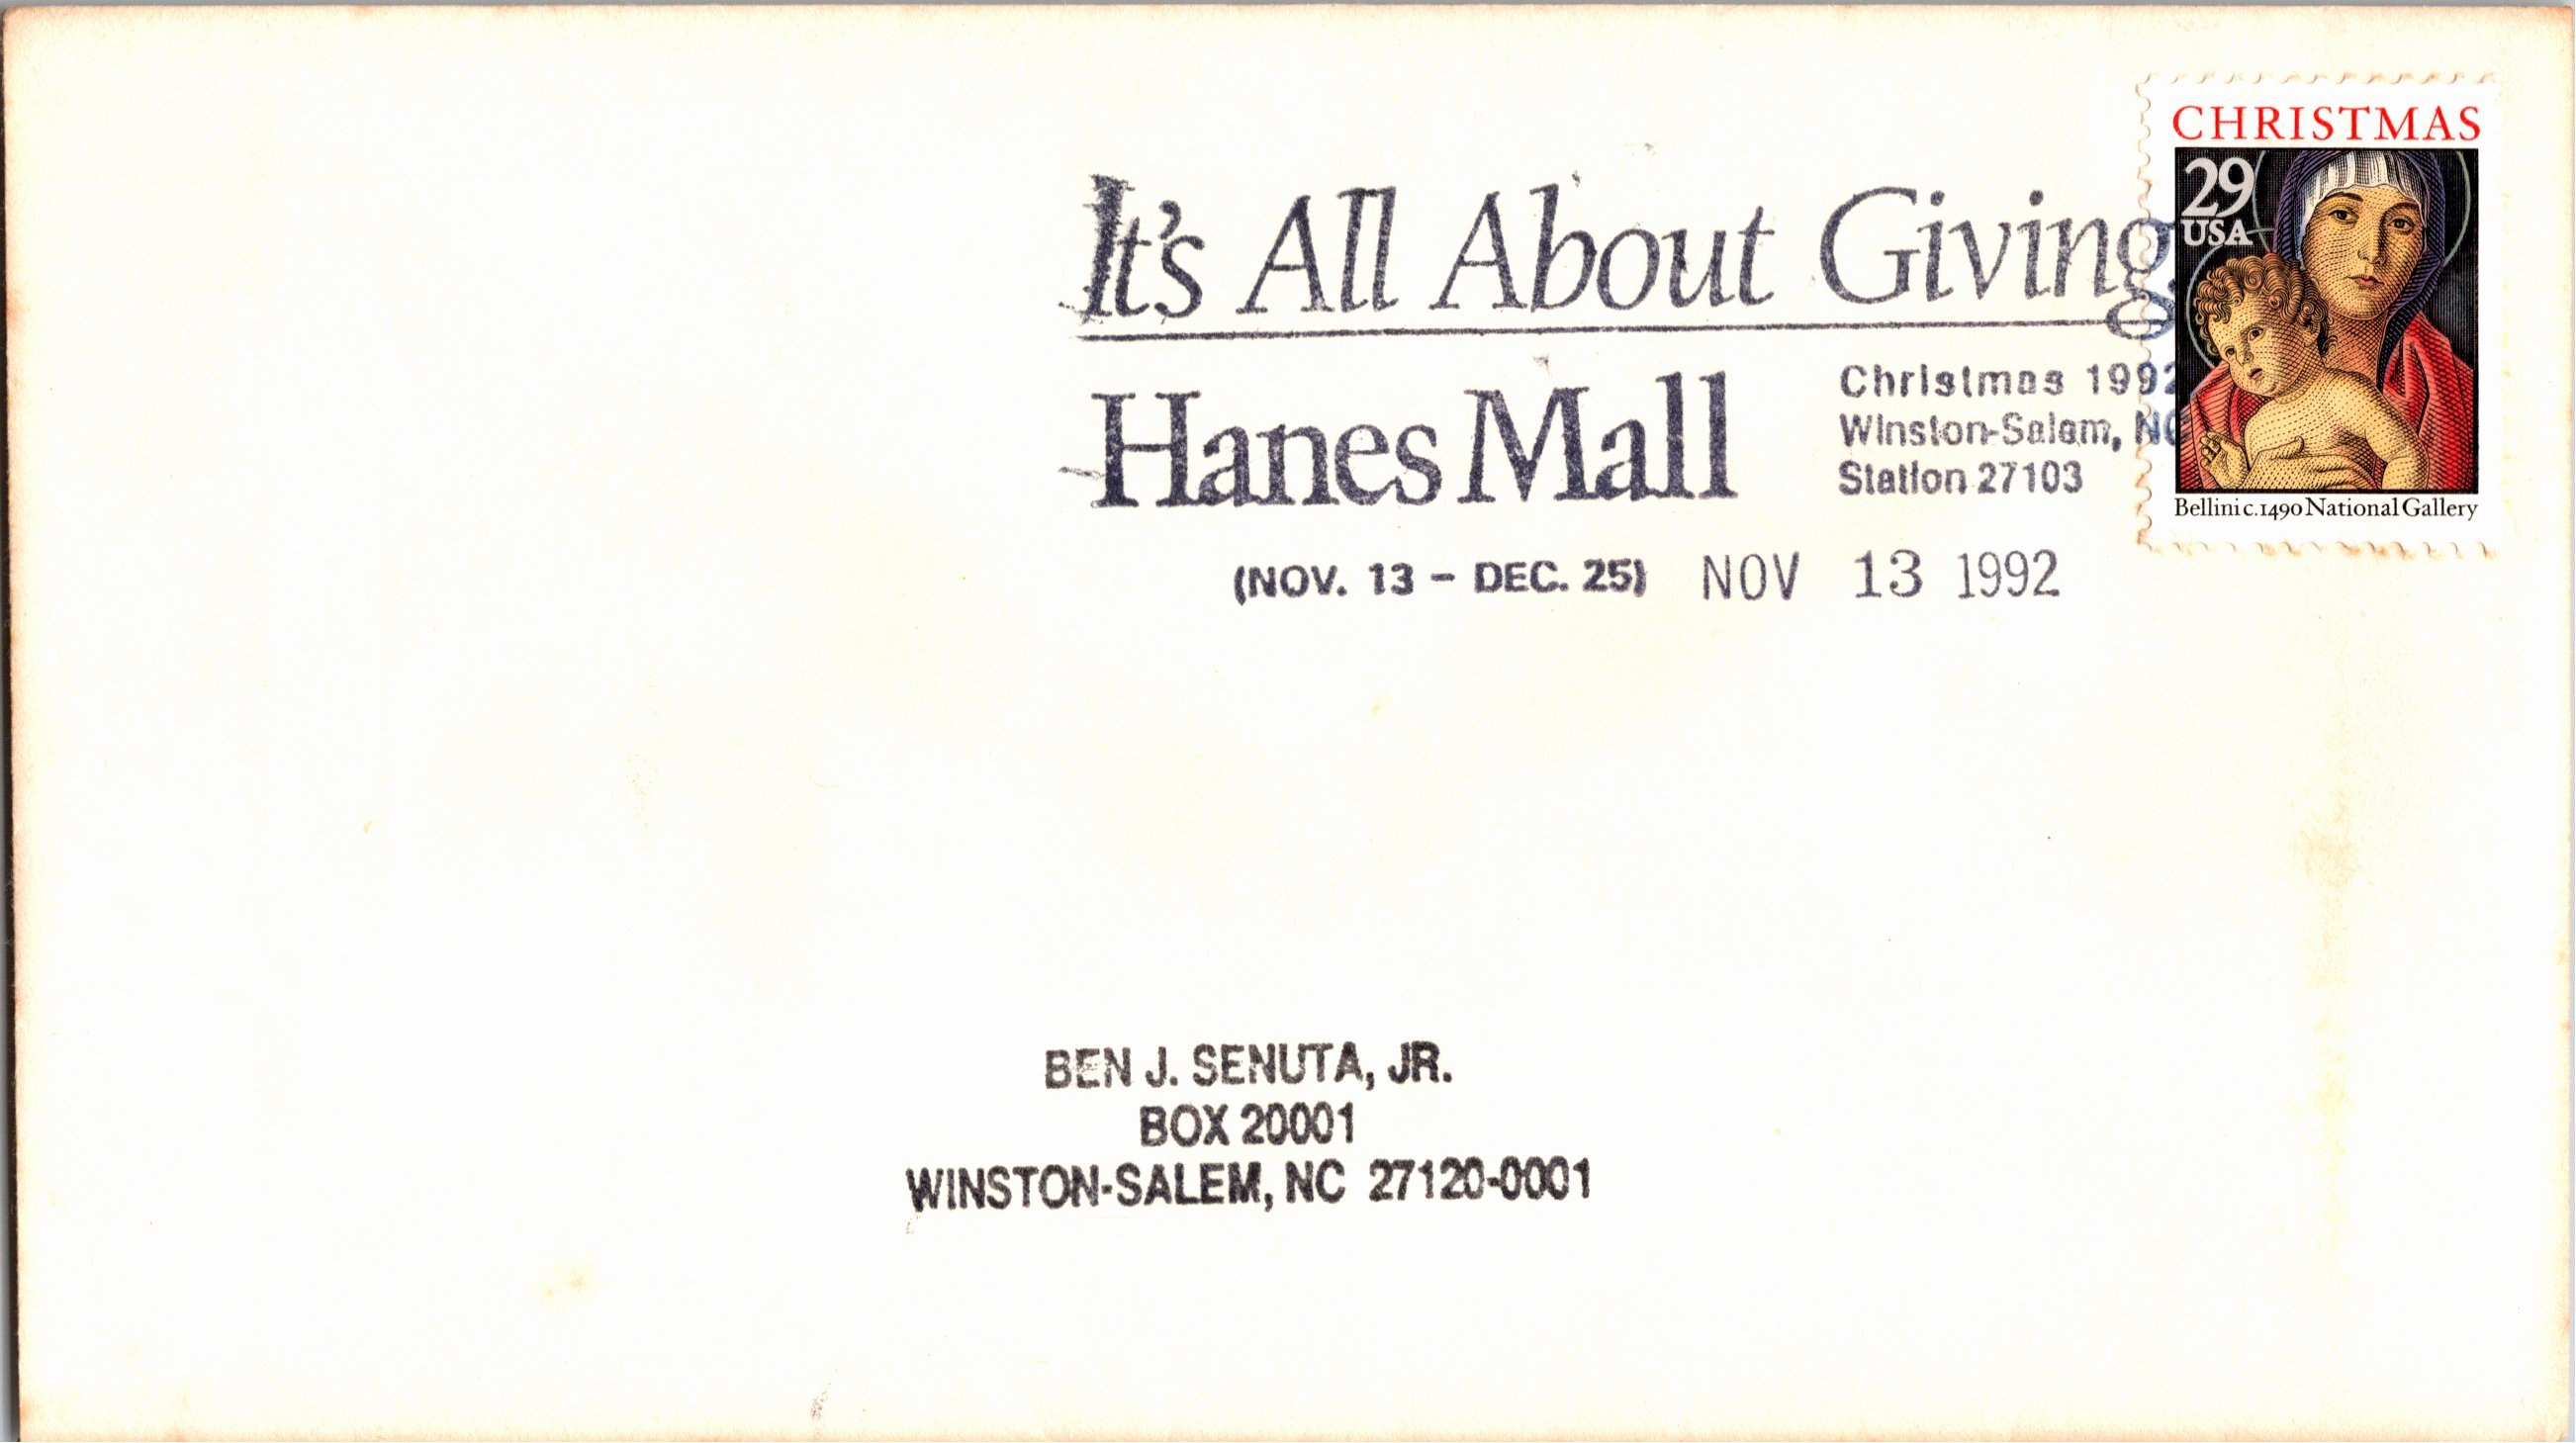 CHRISTMAS
29
USA
Bellini c.1490 National Gallery
It's All About Giving
Hanes Mall
Christmas 1992
Winston-Salem, NC
Station 27103
(NOV. 13 - DEC. 25) NOV 13 1992
BEN J. SENUTA, JR.
BOX 20001
WINSTON-SALEM, NC 27120-0001